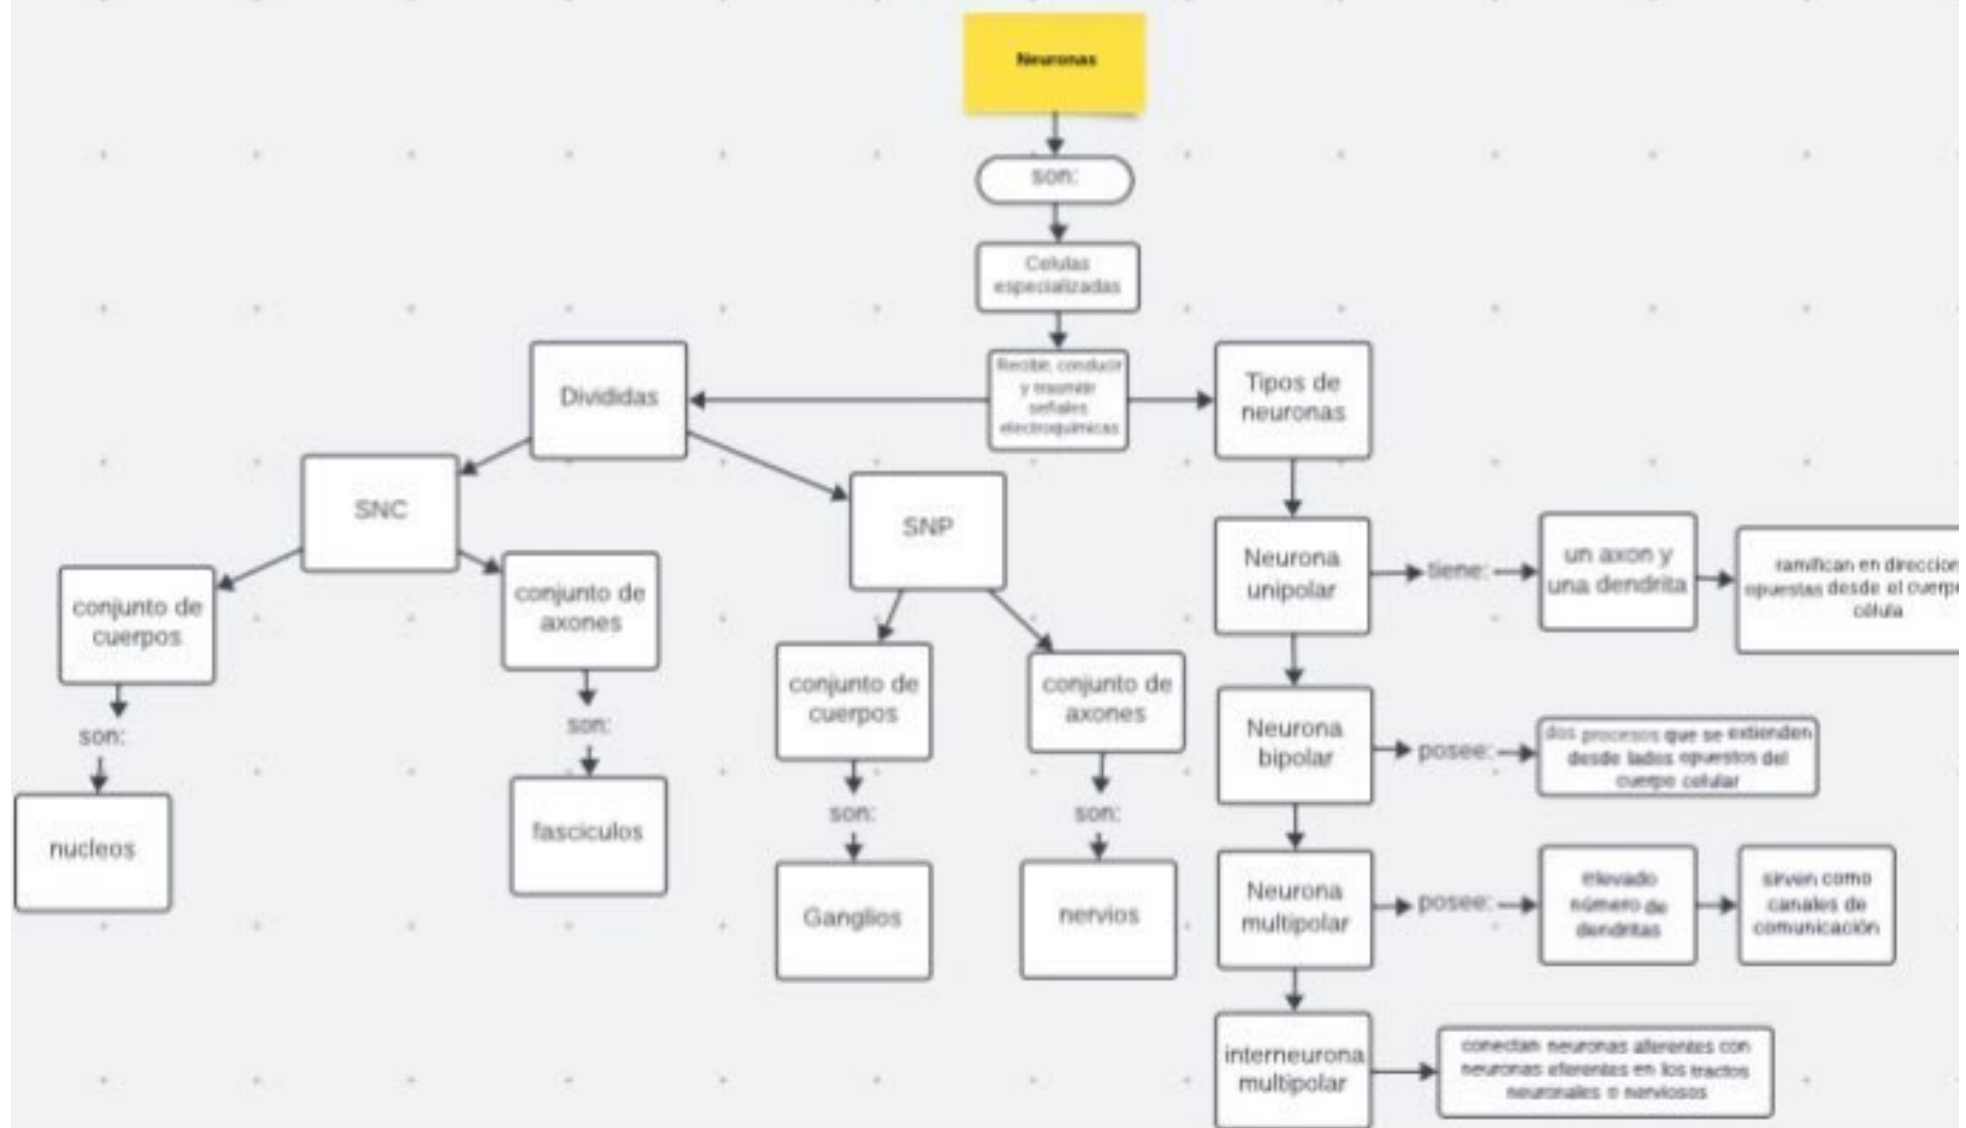 Neuronas
son:
Celulas
especializadas
Recibir, conducir
y trasmitir
señales
electroquímicas
Divididas
Tipos de
neuronas
SNC
SNP
conjunto de
cuerpos
son:
nucleos
conjunto de
axones
son:
fasciculos
conjunto de
cuerpos
son:
Ganglios
conjunto de
axones
son:
nervios
Neurona
unipolar
tiene:
un axon y
una dendrita
ramifican en direccion
opuestas desde el cuerp
célula
Neurona
bipolar
posee:
dos procesos que se extienden
desde lados opuestos del
cuerpo celular
Neurona
multipolar
posee:
elevado
número de
dendritas
sirven como
canales de
comunicación
interneurona
multipolar
conectan neuronas aferentes con
neuronas eferentes en los tractos
neuronales o nerviosos